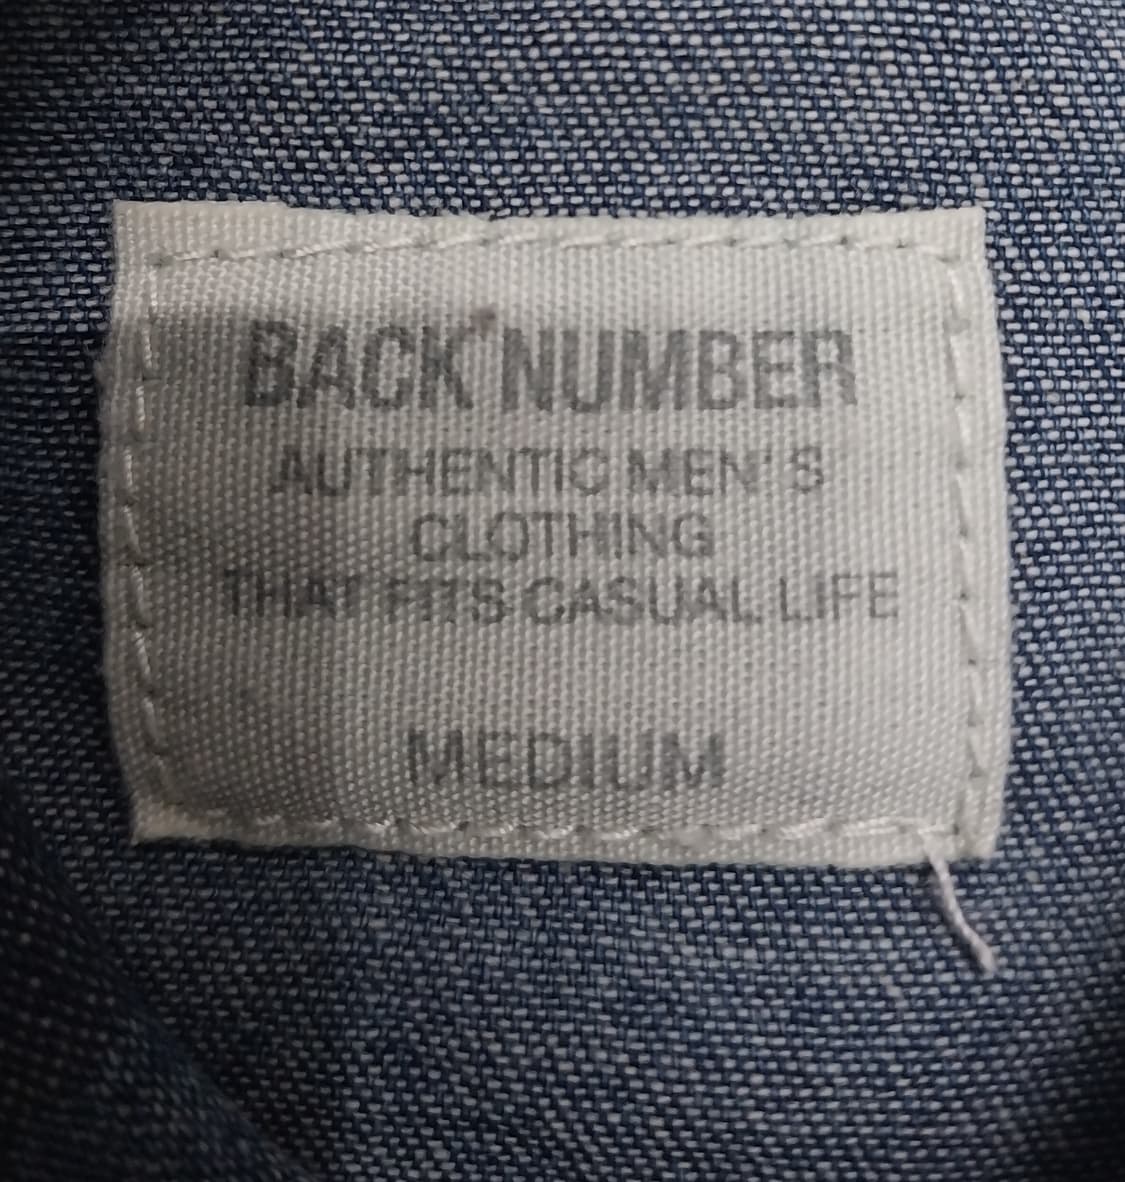 BACK NUMBER
AUTHENTIC MEN'S
CLOTHING
THAT FITS CASUAL LIFE
MEDIUM